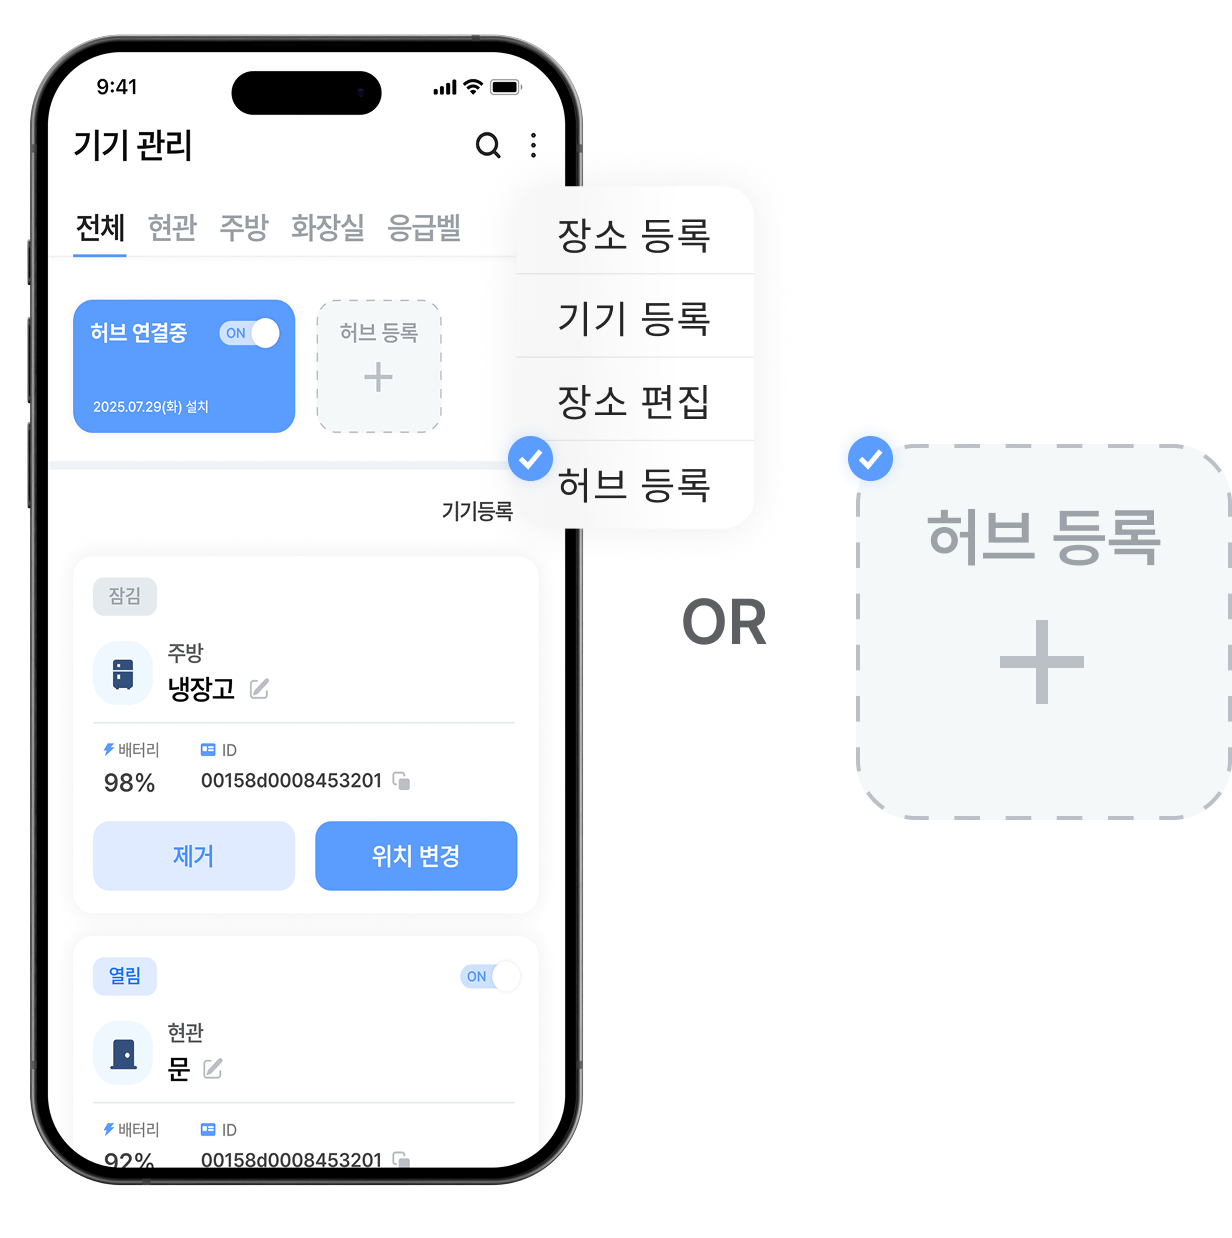 9:41
기기 관리
전체 현관 주방 화장실 응급벨
허브 연결중 ON
2025.07.29(화) 설치
허브 등록
장소 등록
기기 등록
장소 편집
허브 등록
기기등록
잠김
주방
냉장고
배터리 ID
98% 00158d0008453201
제거 위치 변경
열림 ON
현관
문
배터리 ID
92% 00158d0008453201
OR
허브 등록